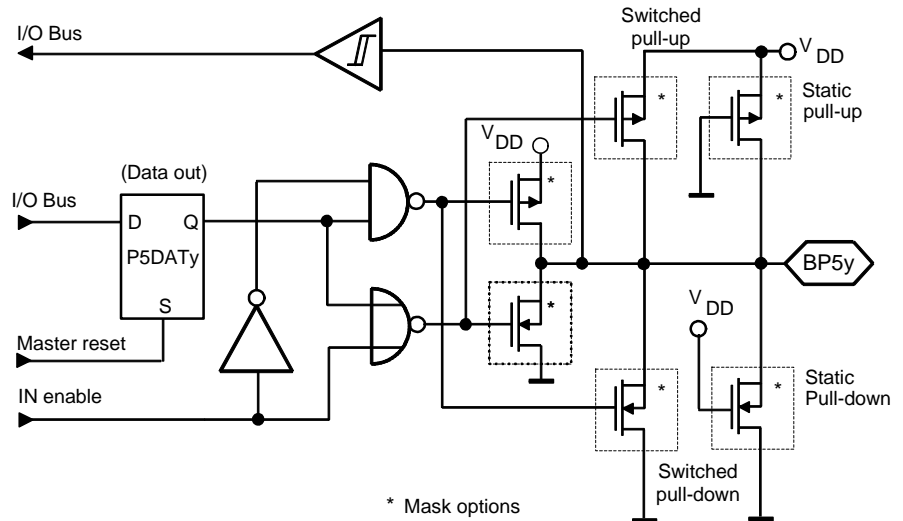 I/O Bus
Switched
pull-up
V DD
Static
pull-up
*
*
V DD
*
(Data out)
I/O Bus
D Q
P5DATy
S
BP5y
V DD
*
Master reset
IN enable
*
*
Static
Pull-down
Switched
pull-down
* Mask options